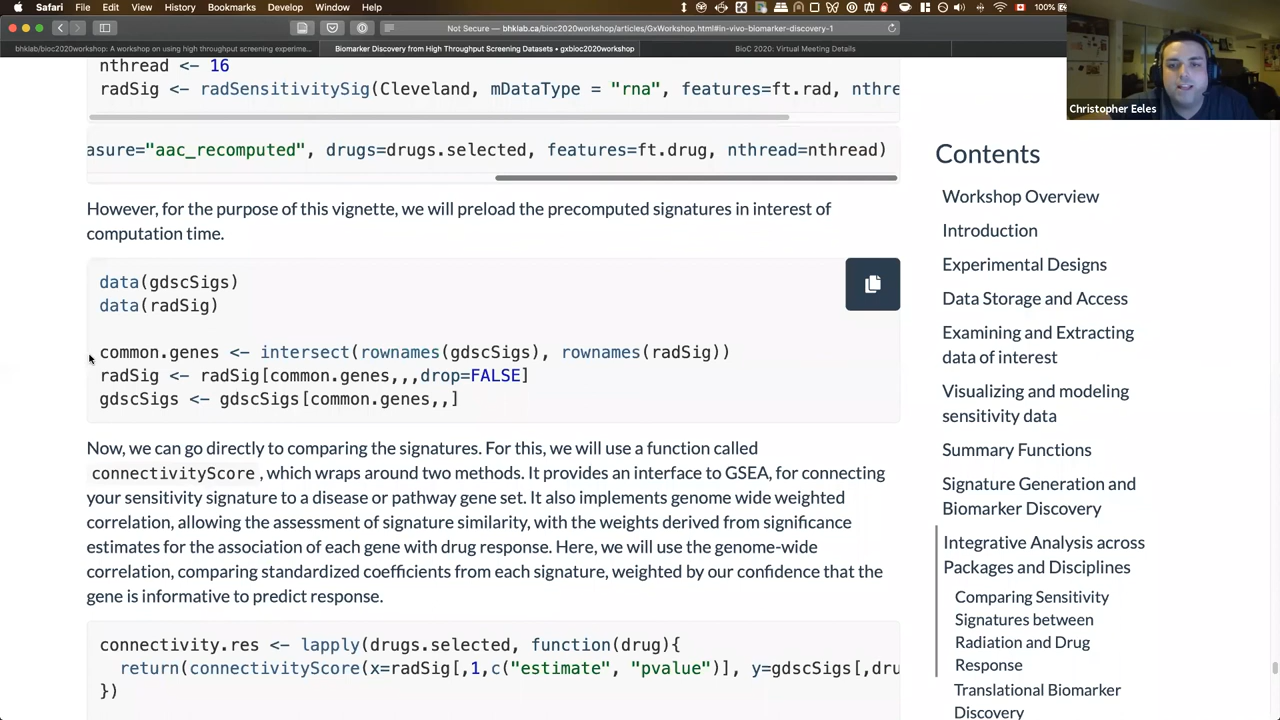 Safari File Edit View History Bookmarks Develop Window Help
100%
Not Secure — bhklab.ca/bioc2020workshop/articles/GxWorkshop.html#in-vivo-biomarker-discovery-1
bhklab/bioc2020workshop: A workshop on using high throughput screening experime...
Biomarker Discovery from High Throughput Screening Datasets • gxbioc2020workshop
BioC 2020: Virtual Meeting Details
Christopher Eeles
nthread <- 16
radSig <- radSensitivitySig(Cleveland, mDataType = "rna", features=ft.rad, nthre
asure="aac_recomputed", drugs=drugs.selected, features=ft.drug, nthread=nthread)
However, for the purpose of this vignette, we will preload the precomputed signatures in interest of
computation time.
data(gdscSigs)
data(radSig)
common.genes <- intersect(rownames(gdscSigs), rownames(radSig))
radSig <- radSig[common.genes,,,drop=FALSE]
gdscSigs <- gdscSigs[common.genes,,]
Now, we can go directly to comparing the signatures. For this, we will use a function called
connectivityScore , which wraps around two methods. It provides an interface to GSEA, for connecting
your sensitivity signature to a disease or pathway gene set. It also implements genome wide weighted
correlation, allowing the assessment of signature similarity, with the weights derived from significance
estimates for the association of each gene with drug response. Here, we will use the genome-wide
correlation, comparing standardized coefficients from each signature, weighted by our confidence that the
gene is informative to predict response.
connectivity.res <- lapply(drugs.selected, function(drug){
return(connectivityScore(x=radSig[,1,c("estimate", "pvalue")], y=gdscSigs[,dru
})
Contents
Workshop Overview
Introduction
Experimental Designs
Data Storage and Access
Examining and Extracting
data of interest
Visualizing and modeling
sensitivity data
Summary Functions
Signature Generation and
Biomarker Discovery
Integrative Analysis across
Packages and Disciplines
Comparing Sensitivity
Signatures between
Radiation and Drug
Response
Translational Biomarker
Discovery